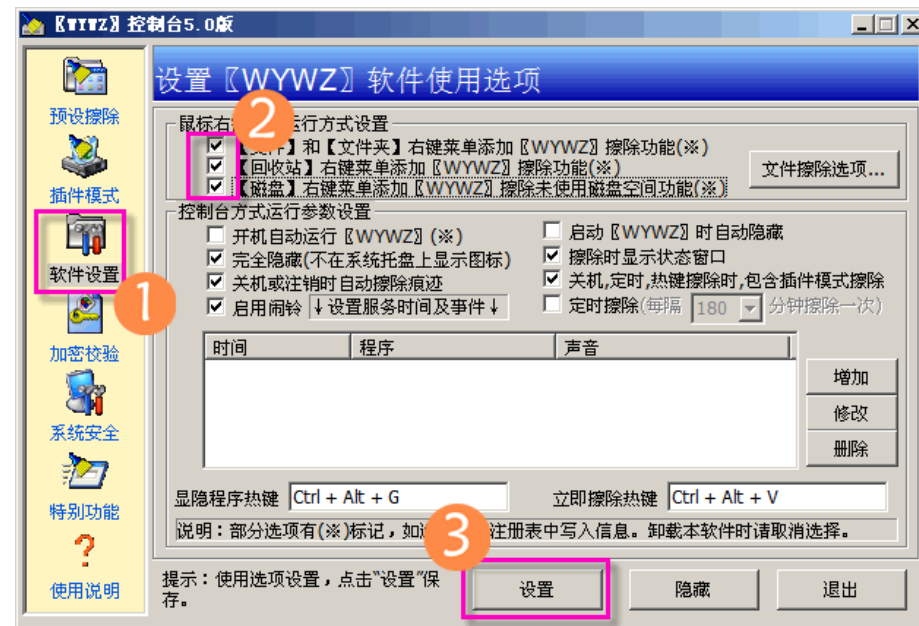 〖WYWZ〗控制台5.0版
设置〖WYWZ〗软件使用选项
预设擦除
插件模式
软件设置
加密校验
系统安全
特别功能
使用说明
1
2
鼠标右 运行方式设置
】和【文件夹】右键菜单添加〖WYWZ〗擦除功能(※)
【回收站】右键菜单添加〖WYWZ〗擦除功能(※)
【磁盘】右键菜单添加〖WYWZ〗擦除未使用磁盘空间功能(※)
文件擦除选项...
控制台方式运行参数设置
开机自动运行〖WYWZ〗(※)
启动〖WYWZ〗时自动隐藏
完全隐藏(不在系统托盘上显示图标)
擦除时显示状态窗口
关机或注销时自动擦除痕迹
关机,定时,热键擦除时,包含插件模式擦除
启用闹铃 ↓设置服务时间及事件↓
定时擦除(每隔 180 分钟擦除一次)
时间 程序 声音
增加
修改
删除
显隐程序热键 Ctrl + Alt + G
立即擦除热键 Ctrl + Alt + V
3
说明：部分选项有(※)标记，如 注册表中写入信息。卸载本软件时请取消选择。
提示：使用选项设置，点击"设置"保
存。
设置
隐藏
退出